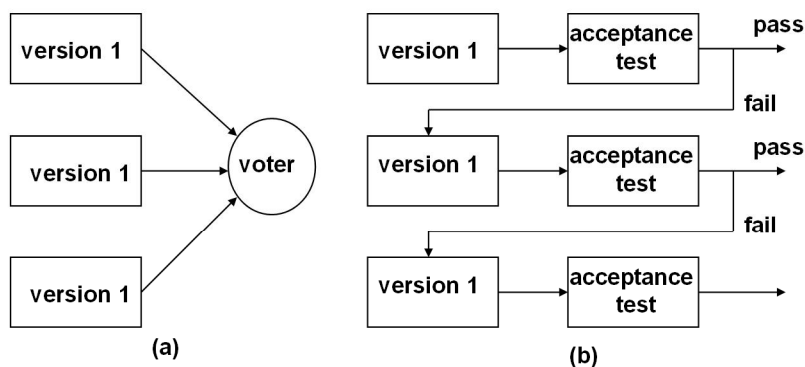 version 1
version 1
version 1
voter
(a)
version 1
acceptance
test
pass
fail
version 1
acceptance
test
pass
fail
version 1
acceptance
test
(b)